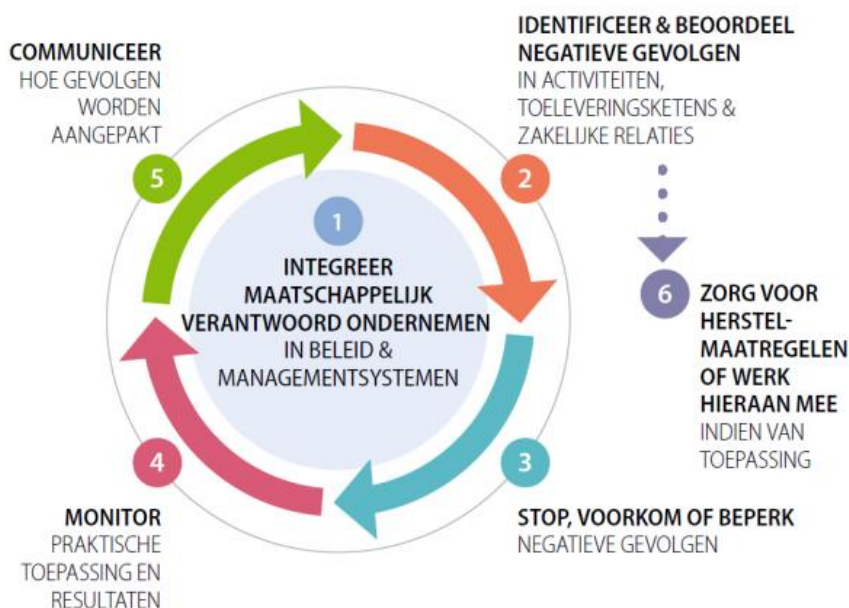 1
INTEGREER
MAATSCHAPPELIJK
VERANTWOORD ONDERNEMEN
IN BELEID &
MANAGEMENTSYSTEMEN
IDENTIFICEER & BEOORDEEL
NEGATIEVE GEVOLGEN
IN ACTIVITEITEN,
TOELEVERINGSKETENS &
ZAKELIJKE RELATIES
2
3
STOP, VOORKOM OF BEPERK
NEGATIEVE GEVOLGEN
4
MONITOR
PRAKTISCHE
TOEPASSING EN
RESULTATEN
COMMUNICEER
HOE GEVOLGEN
WORDEN
AANGEPAKT
5
6
ZORG VOOR
HERSTEL-
MAATREGELEN
OF WERK
HIERAAN MEE
INDIEN VAN
TOEPASSING